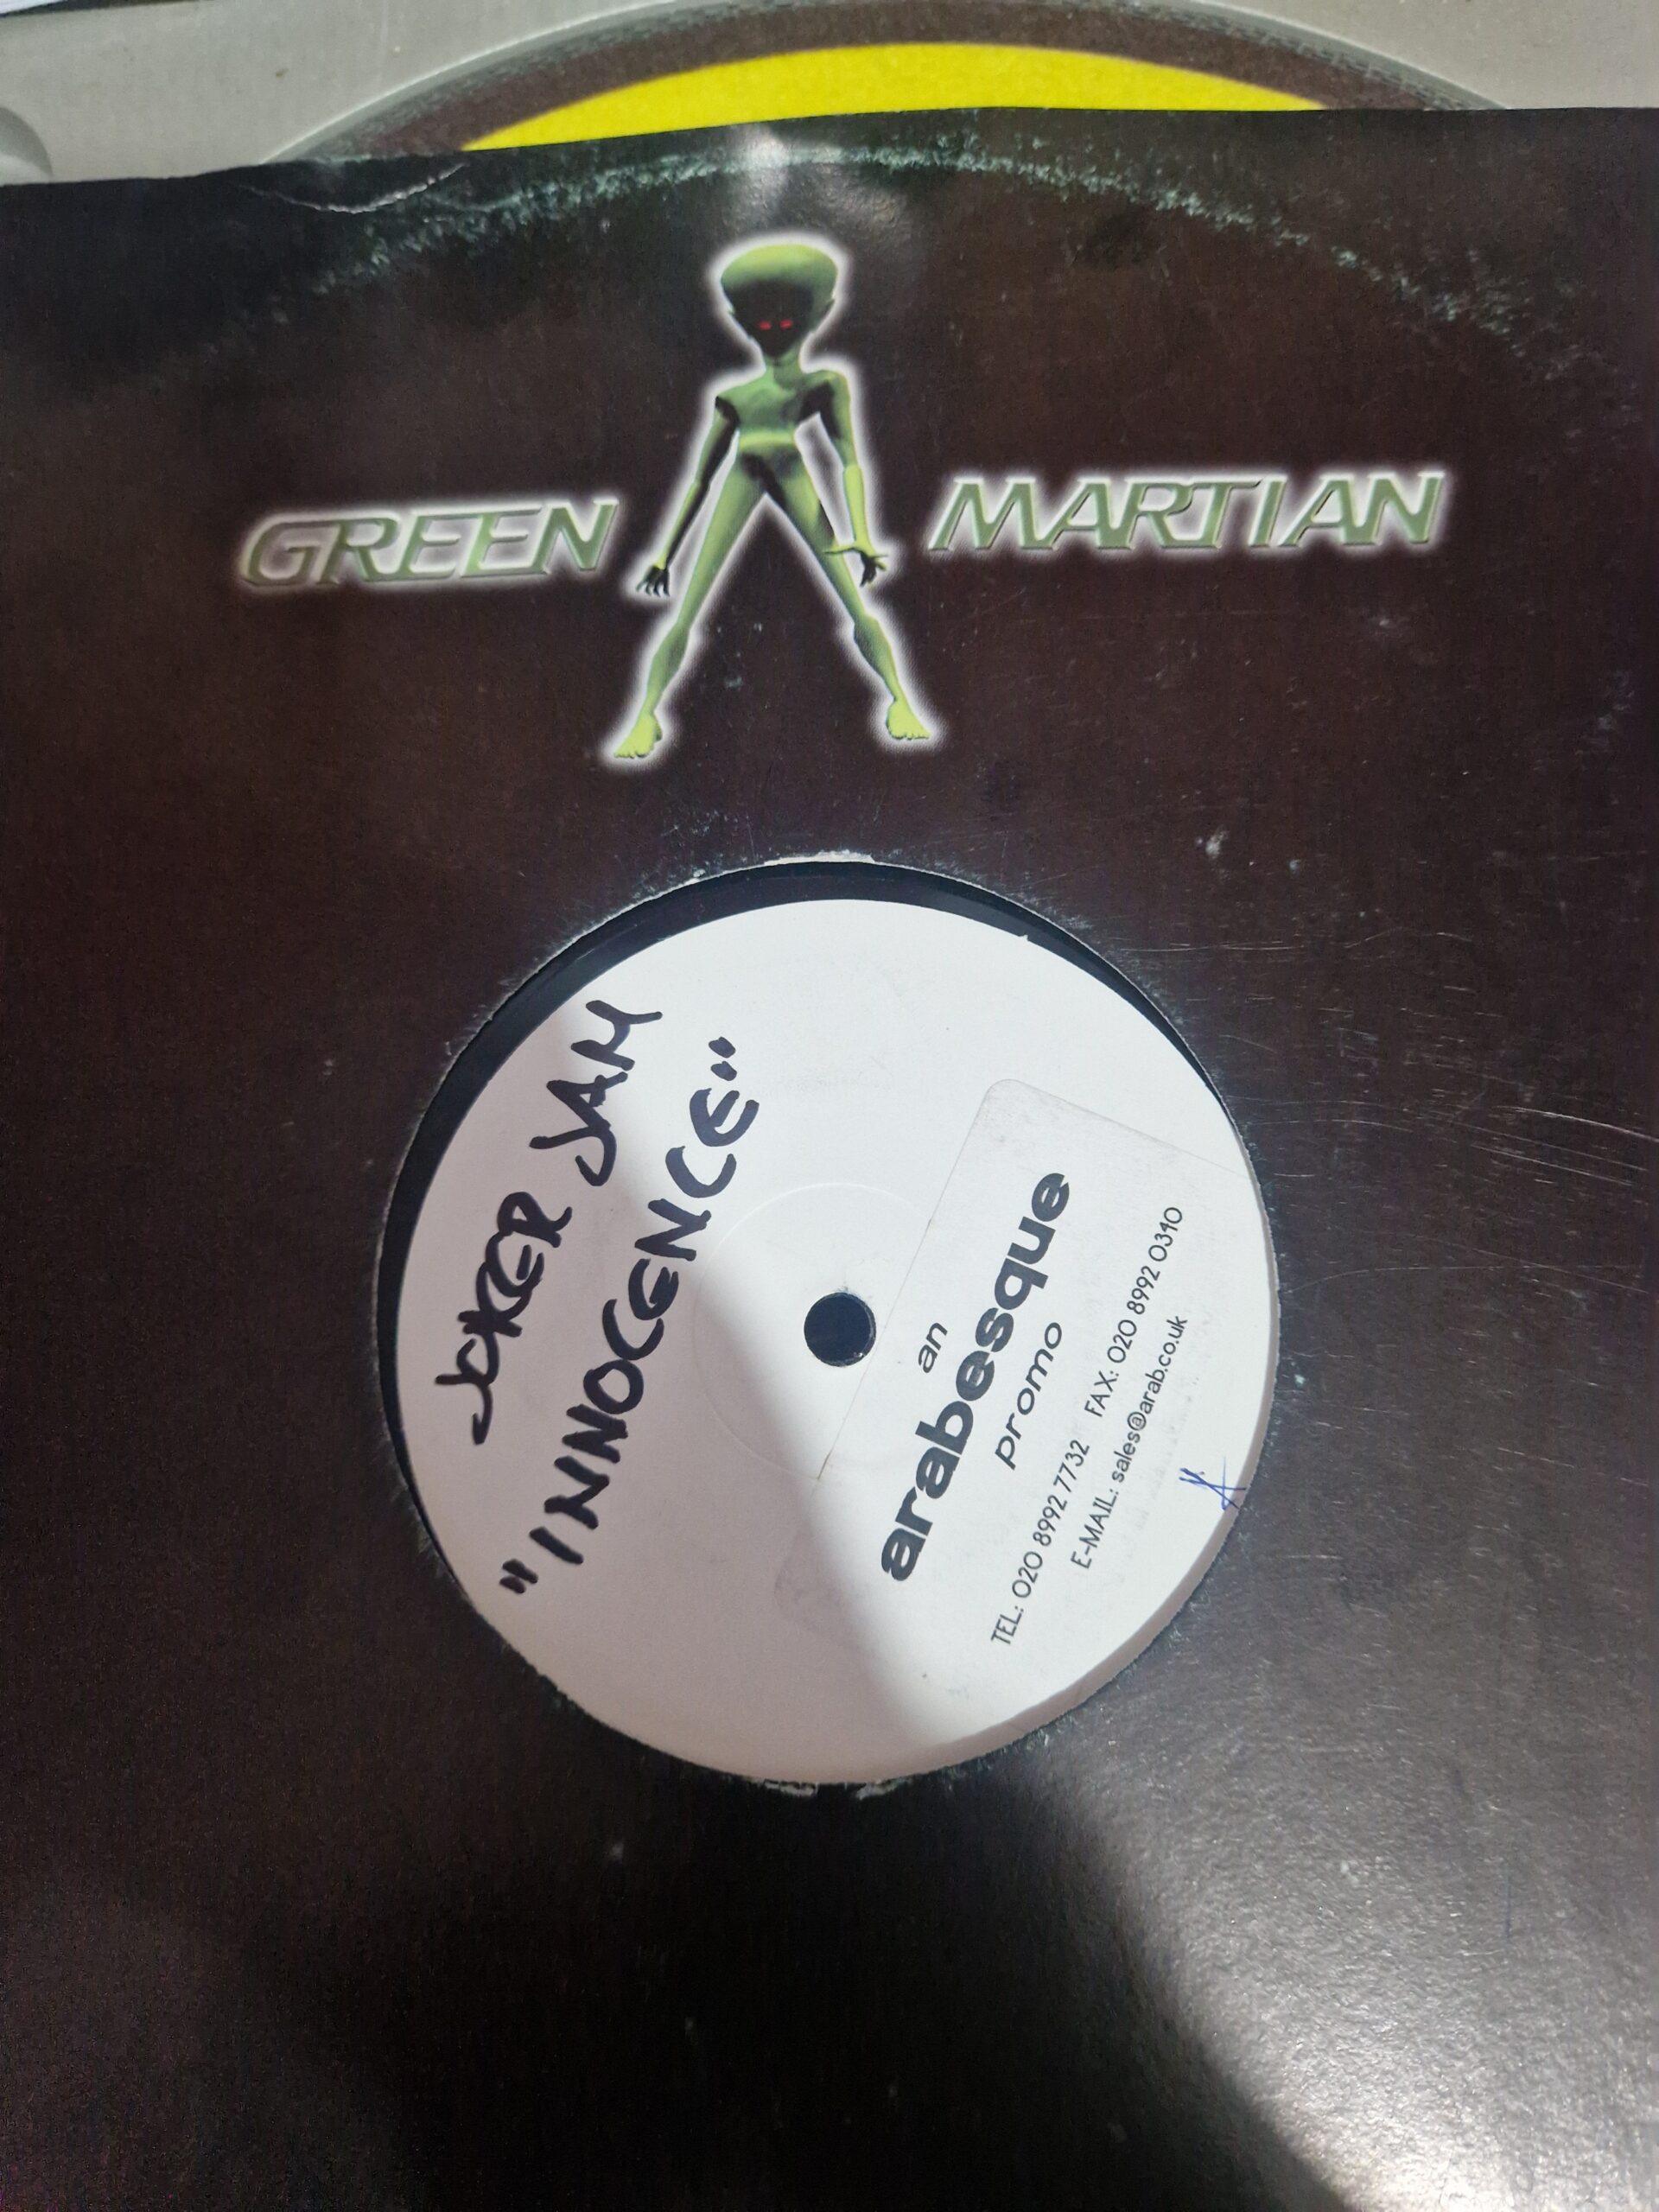 GREEN MARTIAN
JOKER JAM
"INNOCENCE"
an
arabesque
promo
TEL: 020 8992 7732 FAX: 020 8992 0340
E-MAIL: sales@arab.co.uk